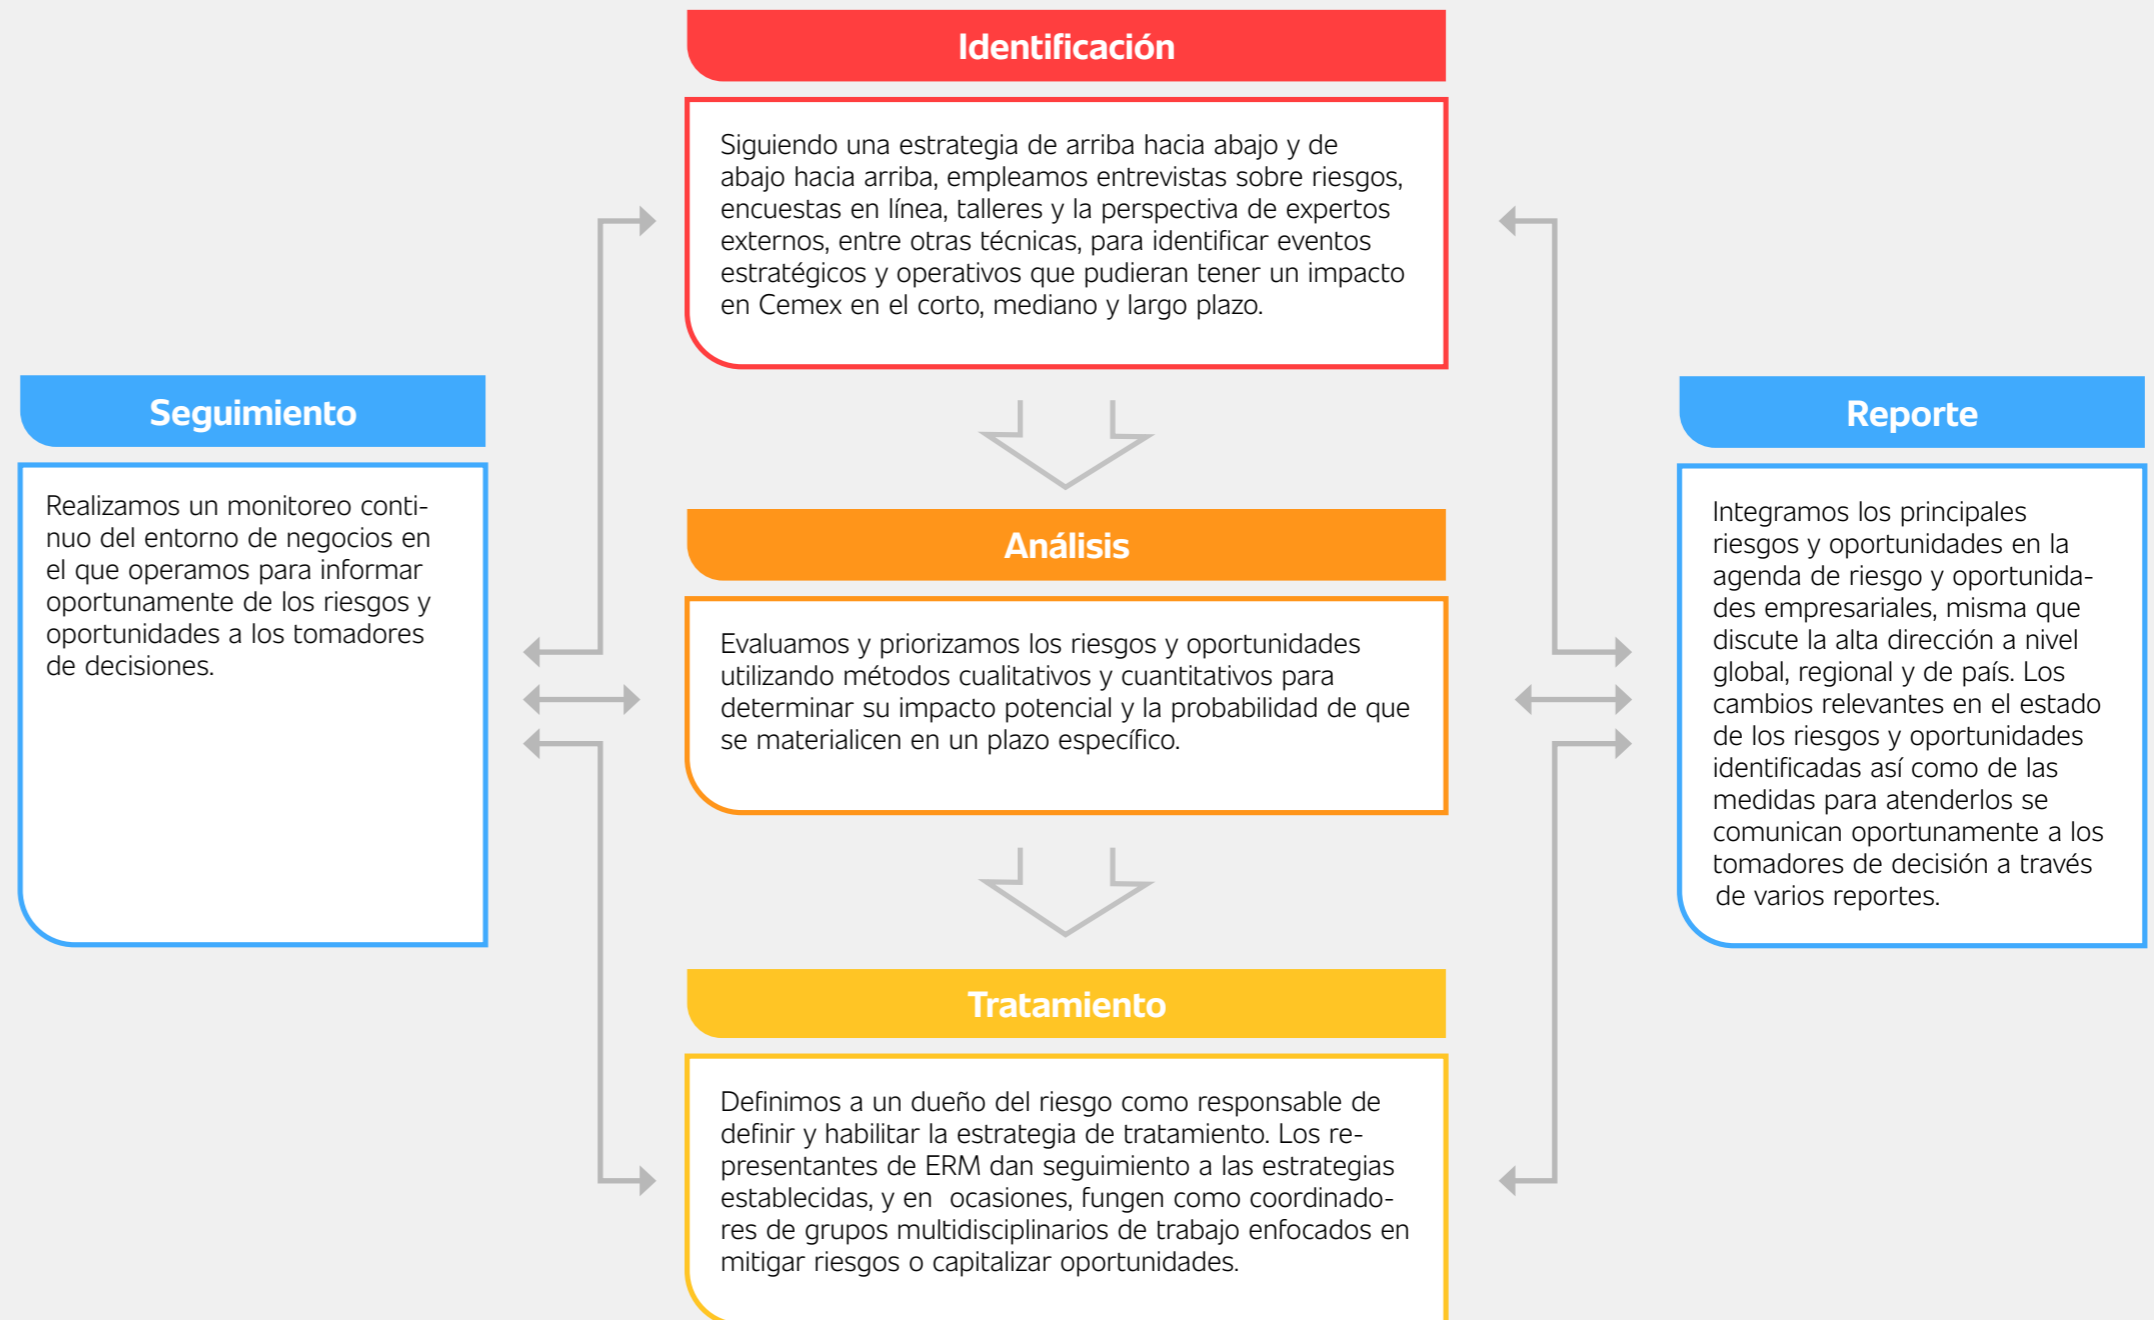 Identificación
Siguiendo una estrategia de arriba hacia abajo y de
abajo hacia arriba, empleamos entrevistas sobre riesgos,
encuestas en línea, talleres y la perspectiva de expertos
externos, entre otras técnicas, para identificar eventos
estratégicos y operativos que pudieran tener un impacto
en Cemex en el corto, mediano y largo plazo.
Seguimiento
Realizamos un monitoreo conti-
nuo del entorno de negocios en
el que operamos para informar
oportunamente de los riesgos y
oportunidades a los tomadores
de decisiones.
Análisis
Evaluamos y priorizamos los riesgos y oportunidades
utilizando métodos cualitativos y cuantitativos para
determinar su impacto potencial y la probabilidad de que
se materialicen en un plazo específico.
Reporte
Integramos los principales
riesgos y oportunidades en la
agenda de riesgo y oportunida-
des empresariales, misma que
discute la alta dirección a nivel
global, regional y de país. Los
cambios relevantes en el estado
de los riesgos y oportunidades
identificadas así como de las
medidas para atenderlos se
comunican oportunamente a los
tomadores de decisión a través
de varios reportes.
Tratamiento
Definimos a un dueño del riesgo como responsable de
definir y habilitar la estrategia de tratamiento. Los re-
presentantes de ERM dan seguimiento a las estrategias
establecidas, y en  ocasiones, fungen como coordinado-
res de grupos multidisciplinarios de trabajo enfocados en
mitigar riesgos o capitalizar oportunidades.